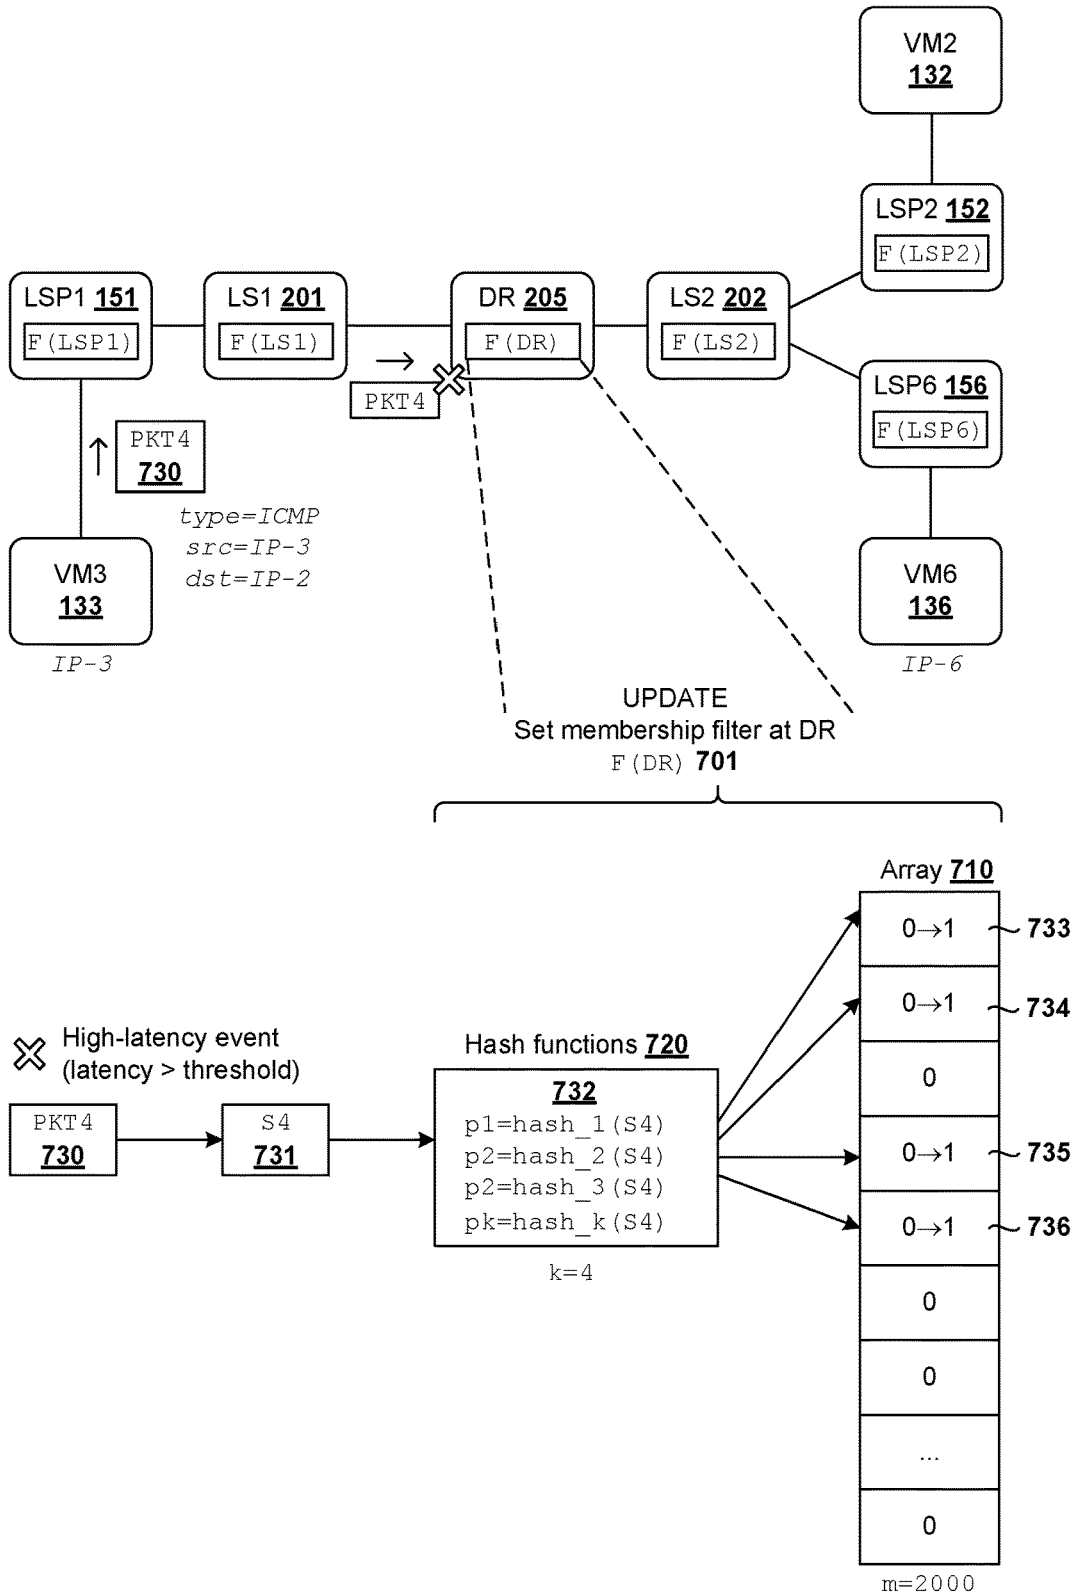 VM2
132
LSP2 152
F(LSP2)
LSP1 151
F(LSP1)
LS1 201
F(LS1)
DR 205
F(DR)
LS2 202
F(LS2)
PKT4
LSP6 156
F(LSP6)
PKT4
730
type=ICMP
src=IP-3
dst=IP-2
VM3
133
IP-3
VM6
136
IP-6
UPDATE
Set membership filter at DR
F(DR) 701
Array 710
0→1
733
0→1
734
0
0→1
735
0→1
736
0
0
...
0
m=2000
High-latency event
(latency > threshold)
PKT4
730
S4
731
Hash functions 720
732
p1=hash_1(S4)
p2=hash_2(S4)
p2=hash_3(S4)
pk=hash_k(S4)
k=4